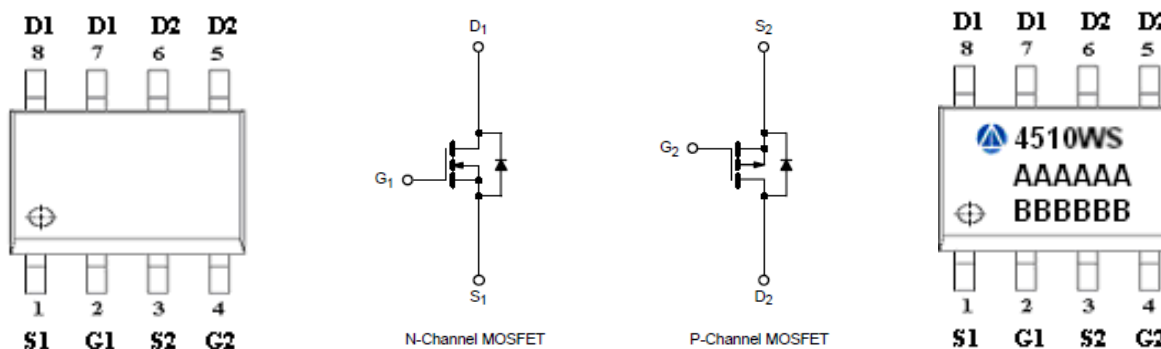 D1 D1 D2 D2
8 7 6 5
1 2 3 4
S1 G1 S2 G2
D1
G1
S1
N-Channel MOSFET
S2
G2
D2
P-Channel MOSFET
D1 D1 D2 D2
8 7 6 5
4510WS
AAAAAA
BBBBBB
1 2 3 4
S1 G1 S2 G2